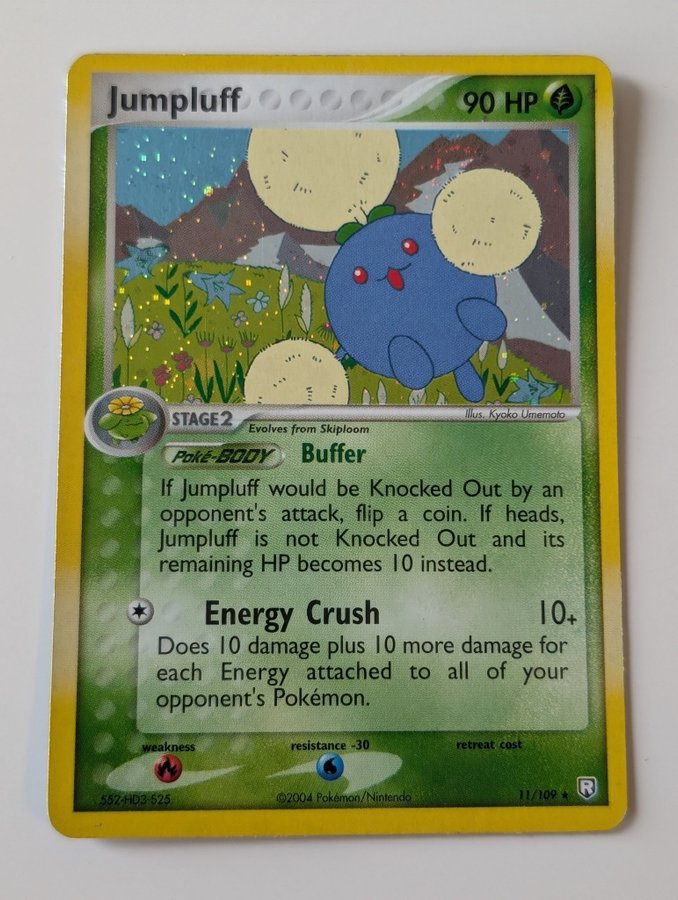 Jumpluff 90 HP
Illus. Kyoko Umemoto
STAGE2
Evolves from Skiploom
Poké-BODY Buffer
If Jumpluff would be Knocked Out by an
opponent's attack, flip a coin. If heads,
Jumpluff is not Knocked Out and its
remaining HP becomes 10 instead.
Energy Crush 10+
Does 10 damage plus 10 more damage for
each Energy attached to all of your
opponent's Pokémon.
weakness resistance -30 retreat cost
552-HD3-525 ©2004 Pokémon/Nintendo 11/109 ★ R